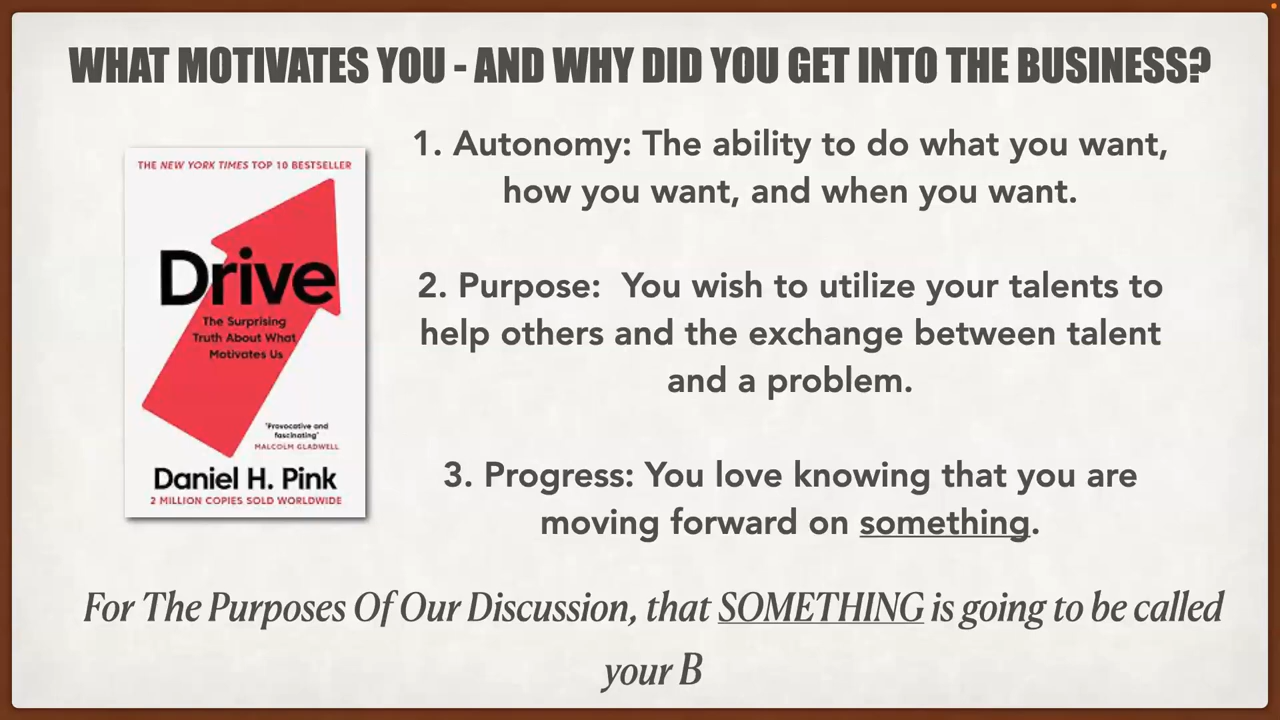 WHAT MOTIVATES YOU - AND WHY DID YOU GET INTO THE BUSINESS?
THE NEW YORK TIMES TOP 10 BESTSELLER
Drive
The Surprising
Truth About What
Motivates Us
"Provocative and
fascinating"
MALCOLM GLADWELL
Daniel H. Pink
2 MILLION COPIES SOLD WORLDWIDE
1. Autonomy: The ability to do what you want,
how you want, and when you want.
2. Purpose:  You wish to utilize your talents to
help others and the exchange between talent
and a problem.
3. Progress: You love knowing that you are
moving forward on something.
For The Purposes Of Our Discussion, that SOMETHING is going to be called
your B